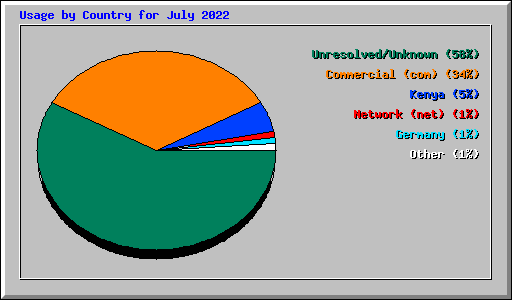 Usage by Country for July 2022
Unresolved/Unknown (58%)
Commercial (com) (34%)
Kenya (5%)
Network (net) (1%)
Germany (1%)
Other (1%)